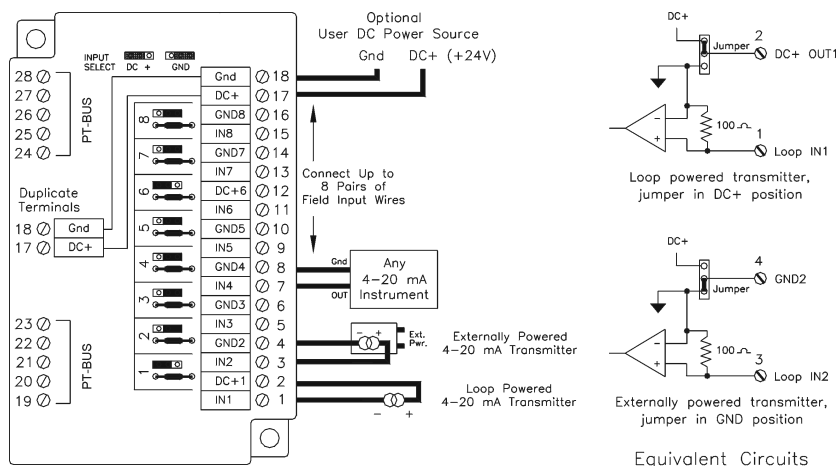 Optional
User DC Power Source
Gnd DC+ (+24V)
INPUT
SELECT
DC +
GND
28
27
26
25
24
PT-BUS
Duplicate
Terminals
18 Gnd
17 DC+
23
22
21
20
19
PT-BUS
8
7
6
5
4
3
2
1
Gnd 18
DC+ 17
GND8 16
IN8 15
GND7 14
IN7 13
DC+6 12
IN6 11
GND5 10
IN5 9
GND4 8
IN4 7
GND3 6
IN3 5
GND2 4
IN2 3
DC+1 2
IN1 1
Connect Up to
8 Pairs of
Field Input Wires
Gnd
OUT
Any
4-20 mA
Instrument
- +
Ext.
Pwr.
Externally Powered
4-20 mA Transmitter
Loop Powered
4-20 mA Transmitter
- +
DC+
2
Jumper
DC+ OUT1
-
+
100 Ω
1
Loop IN1
Loop powered transmitter,
jumper in DC+ position
DC+
4
GND2
Jumper
-
+
100 Ω
3
Loop IN2
Externally powered transmitter,
jumper in GND position
Equivalent Circuits